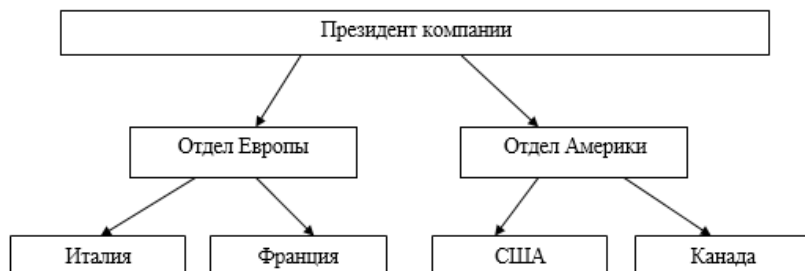 Президент компании
Отдел Европы
Отдел Америки
Италия
Франция
США
Канада